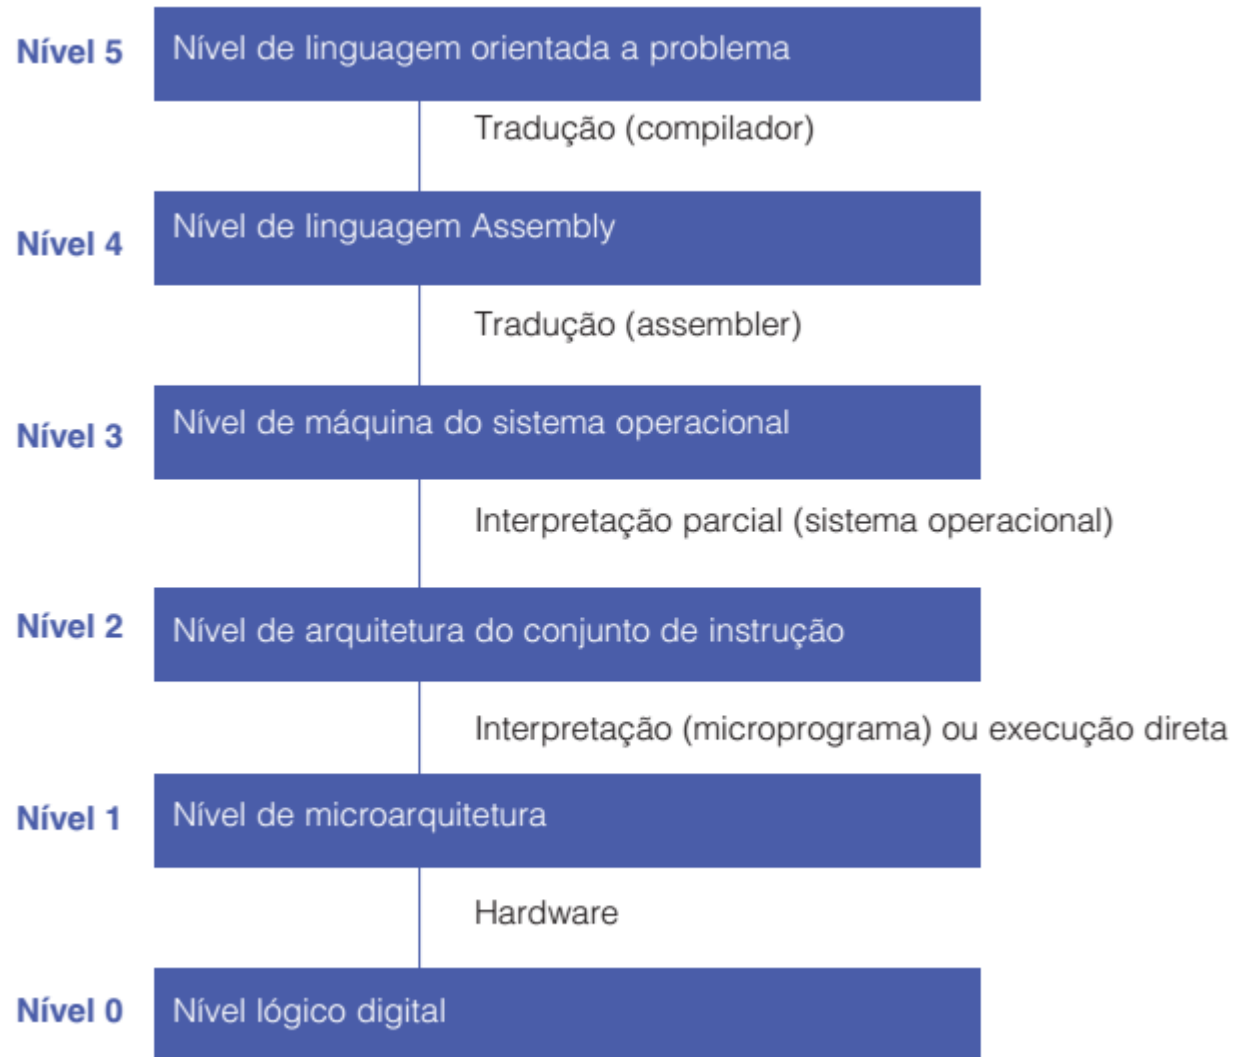 Nível 5
Nível de linguagem orientada a problema
Tradução (compilador)
Nível 4
Nível de linguagem Assembly
Tradução (assembler)
Nível 3
Nível de máquina do sistema operacional
Interpretação parcial (sistema operacional)
Nível 2
Nível de arquitetura do conjunto de instrução
Interpretação (microprograma) ou execução direta
Nível 1
Nível de microarquitetura
Hardware
Nível 0
Nível lógico digital